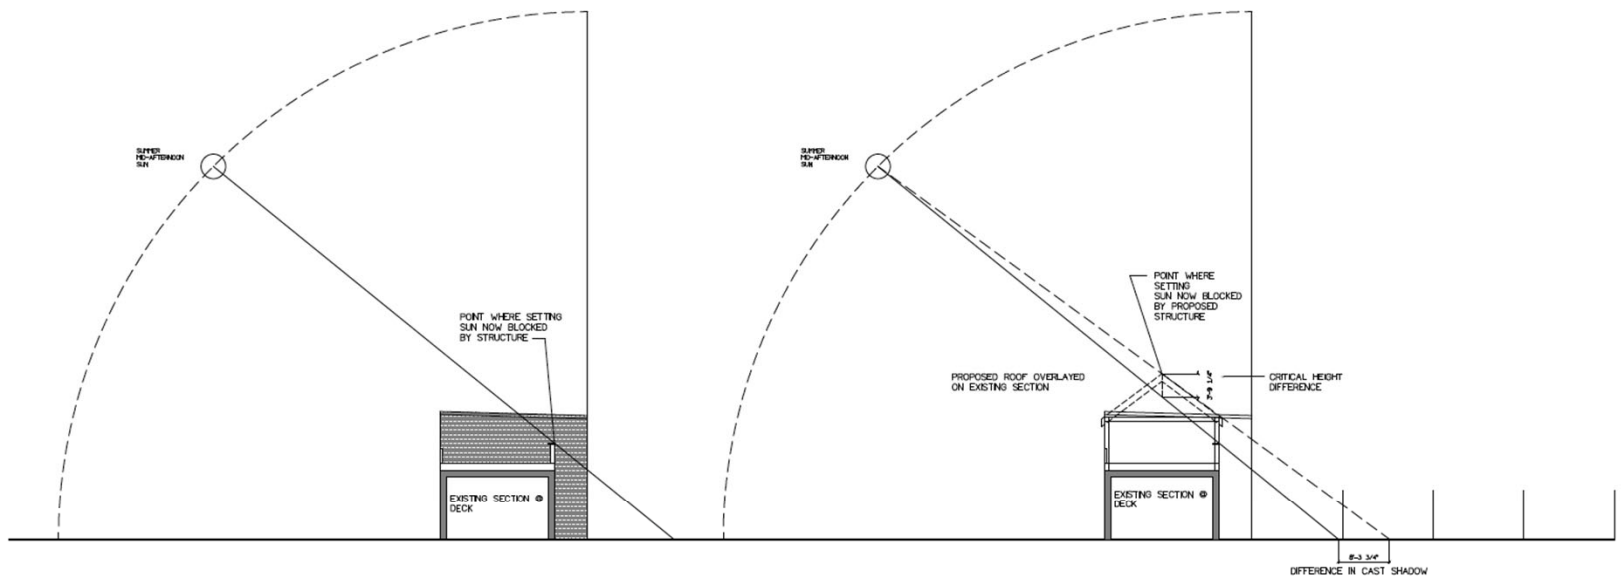 SUMMER
MID-AFTERNOON
SUN
POINT WHERE SETTING
SUN NOW BLOCKED
BY STRUCTURE
EXISTING SECTION @
DECK
SUMMER
MID-AFTERNOON
SUN
POINT WHERE
SETTING
SUN NOW BLOCKED
BY PROPOSED
STRUCTURE
PROPOSED ROOF OVERLAYED
ON EXISTING SECTION
CRITICAL HEIGHT
DIFFERENCE
EXISTING SECTION @
DECK
DIFFERENCE IN CAST SHADOW